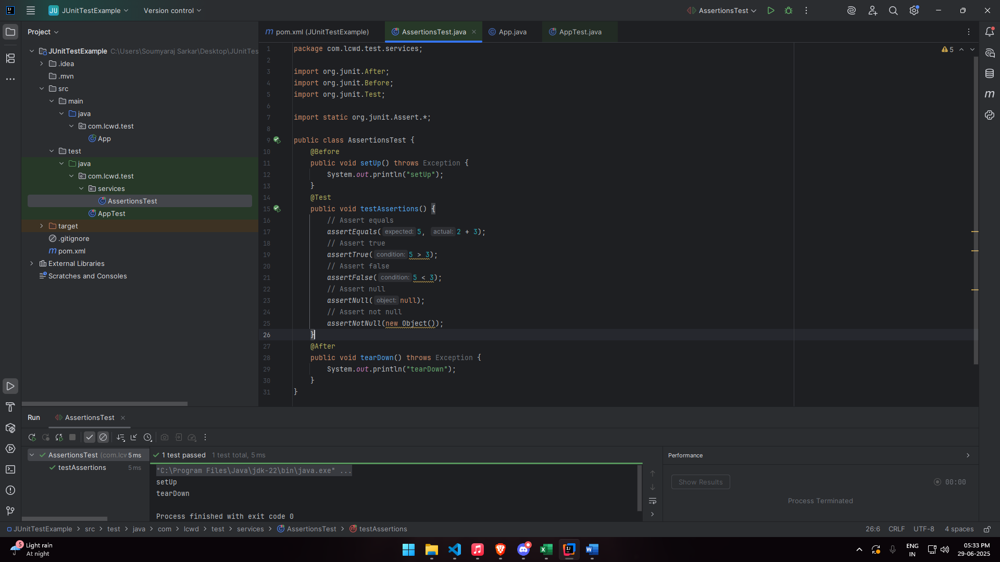 JU JUnitTestExample Version control AssertionsTest
Project
JUnitTestExample C:\Users\Soumyaraj Sarkar\Desktop\JUnitTes
.idea
.mvn
src
main
java
com.lcwd.test
App
test
java
com.lcwd.test
services
AssertionsTest
AppTest
target
.gitignore
pom.xml
External Libraries
Scratches and Consoles
pom.xml (JUnitTestExample) AssertionsTest.java App.java AppTest.java
5
1 package com.lcwd.test.services;
2
3 import org.junit.After;
4 import org.junit.Before;
5 import org.junit.Test;
6
7 import static org.junit.Assert.*;
8
9 public class AssertionsTest {
10 @Before
11 public void setUp() throws Exception {
12 System.out.println("setUp");
13 }
14 @Test
15 public void testAssertions() {
16 // Assert equals
17 assertEquals( expected: 5, actual: 2 + 3);
18 // Assert true
19 assertTrue( condition: 5 > 3);
20 // Assert false
21 assertFalse( condition: 5 < 3);
22 // Assert null
23 assertNull( object: null);
24 // Assert not null
25 assertNotNull(new Object());
26 }
27 @After
28 public void tearDown() throws Exception {
29 System.out.println("tearDown");
30 }
31 }
Run AssertionsTest
AssertionsTest (com.lcw 5 ms
testAssertions 5 ms
1 test passed 1 test total, 5 ms
"C:\Program Files\Java\jdk-22\bin\java.exe" ...
setUp
tearDown
Process finished with exit code 0
Performance
Show Results 00:00
Process Terminated
JUnitTestExample > src > test > java > com > lcwd > test > services > AssertionsTest > testAssertions
26:6 CRLF UTF-8 4 spaces
5 Light rain
At night
ENG
IN
05:33 PM
29-06-2025